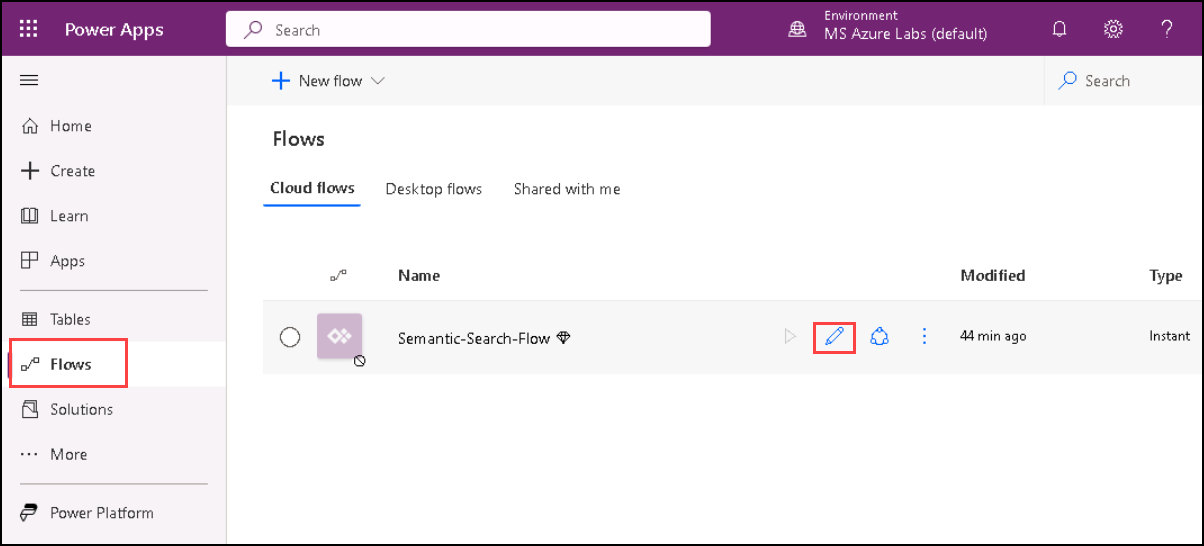 Power Apps
Search
Environment
MS Azure Labs (default)
?
New flow
Search
Home
Create
Learn
Apps
Tables
Flows
Solutions
More
Power Platform
Flows
Cloud flows
Desktop flows
Shared with me
Name
Modified
Type
Semantic-Search-Flow
44 min ago
Instant